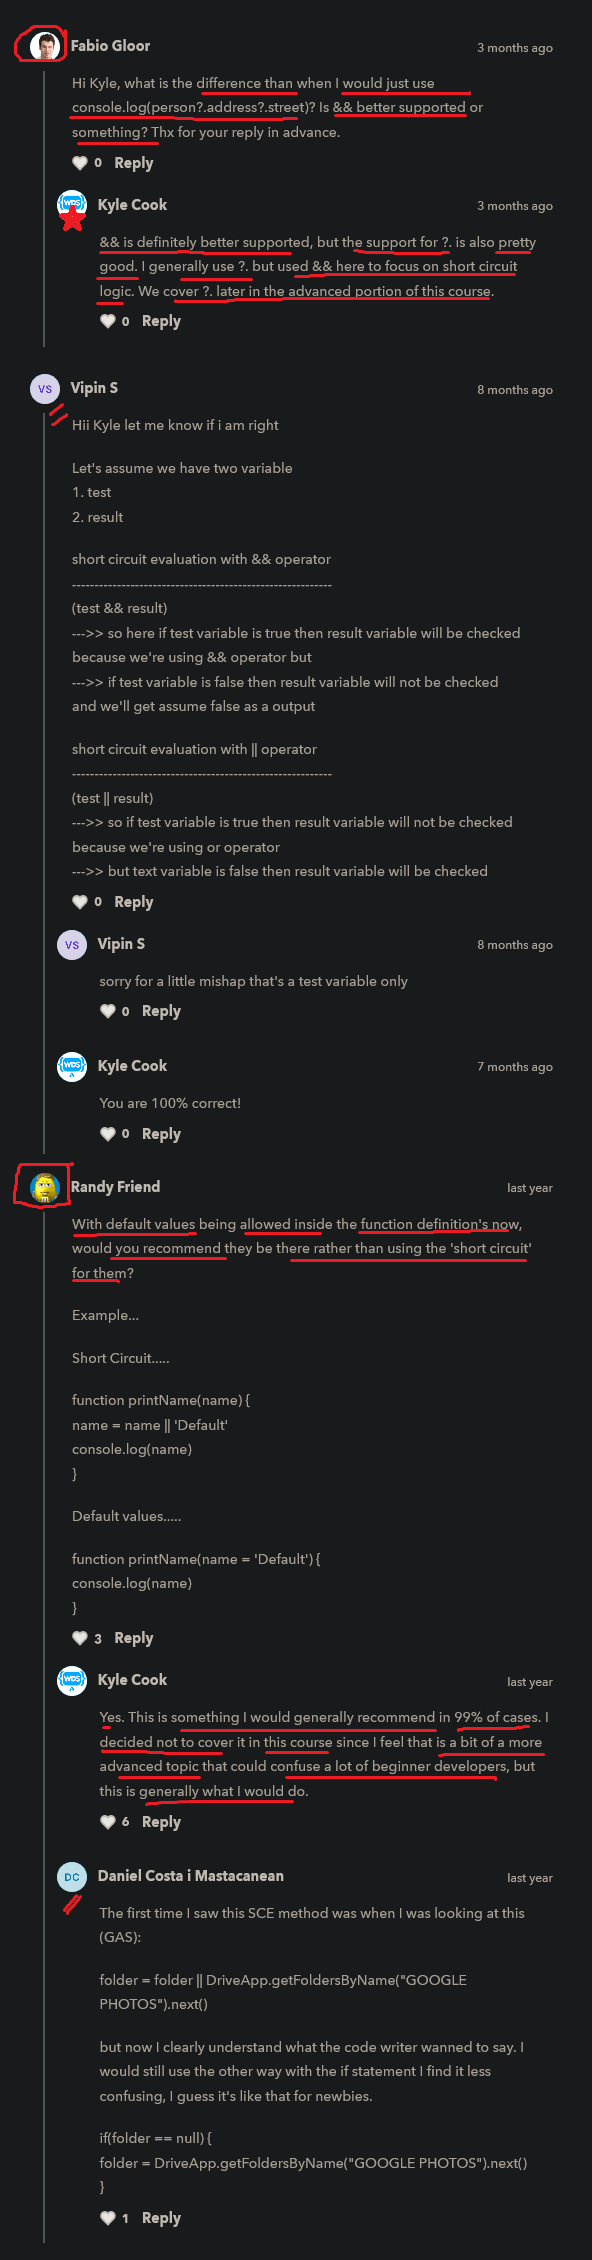 Fabio Gloor
3 months ago
Hi Kyle, what is the difference than when I would just use
console.log(person?.address?.street)? Is && better supported or
something? Thx for your reply in advance.
0 Reply
WDS
Kyle Cook
3 months ago
&& is definitely better supported, but the support for ?. is also pretty
good. I generally use ?. but used && here to focus on short circuit
logic. We cover ?. later in the advanced portion of this course.
0 Reply
VS
Vipin S
8 months ago
Hii Kyle let me know if i am right
Let's assume we have two variable
1. test
2. result
short circuit evaluation with && operator
----------------------------------------------------------
(test && result)
--->> so here if test variable is true then result variable will be checked
because we're using && operator but
--->> if test variable is false then result variable will not be checked
and we'll get assume false as a output
short circuit evaluation with || operator
----------------------------------------------------------
(test || result)
--->> so if test variable is true then result variable will not be checked
because we're using or operator
--->> but text variable is false then result variable will be checked
0 Reply
VS
Vipin S
8 months ago
sorry for a little mishap that's a test variable only
0 Reply
WDS
Kyle Cook
7 months ago
You are 100% correct!
0 Reply
m
Randy Friend
last year
With default values being allowed inside the function definition's now,
would you recommend they be there rather than using the 'short circuit'
for them?
Example...
Short Circuit.....
function printName(name) {
name = name || 'Default'
console.log(name)
}
Default values.....
function printName(name = 'Default') {
console.log(name)
}
3 Reply
WDS
Kyle Cook
last year
Yes. This is something I would generally recommend in 99% of cases. I
decided not to cover it in this course since I feel that is a bit of a more
advanced topic that could confuse a lot of beginner developers, but
this is generally what I would do.
6 Reply
DC
Daniel Costa i Mastacanean
last year
The first time I saw this SCE method was when I was looking at this
(GAS):
folder = folder || DriveApp.getFoldersByName("GOOGLE
PHOTOS").next()
but now I clearly understand what the code writer wanned to say. I
would still use the other way with the if statement I find it less
confusing, I guess it's like that for newbies.
if(folder == null) {
folder = DriveApp.getFoldersByName("GOOGLE PHOTOS").next()
}
1 Reply